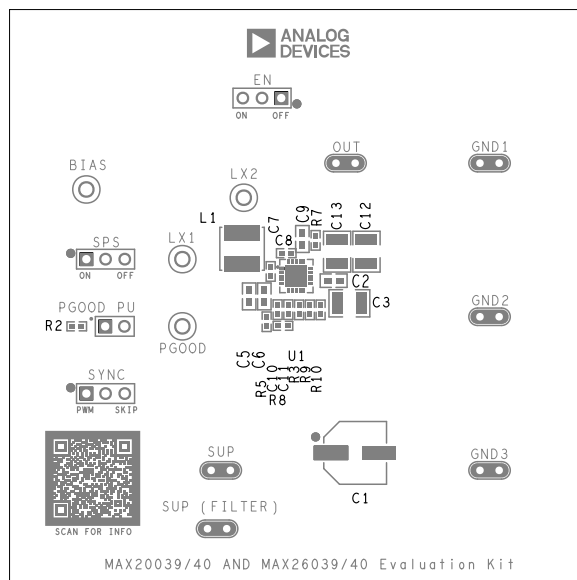 ANALOG
DEVICES
EN
ON OFF
OUT
GND1
BIAS
LX2
L1
C7
C9
R7
C13
C12
C8
LX1
SPS
ON OFF
C2
C3
PGOOD PU
R2
GND2
PGOOD
U1
C5
C6
R5
C10
C11
R3
R9
R10
R8
SYNC
PWM SKIP
SUP
GND3
C1
SUP (FILTER)
SCAN FOR INFO
MAX20039/40 AND MAX26039/40 Evaluation Kit